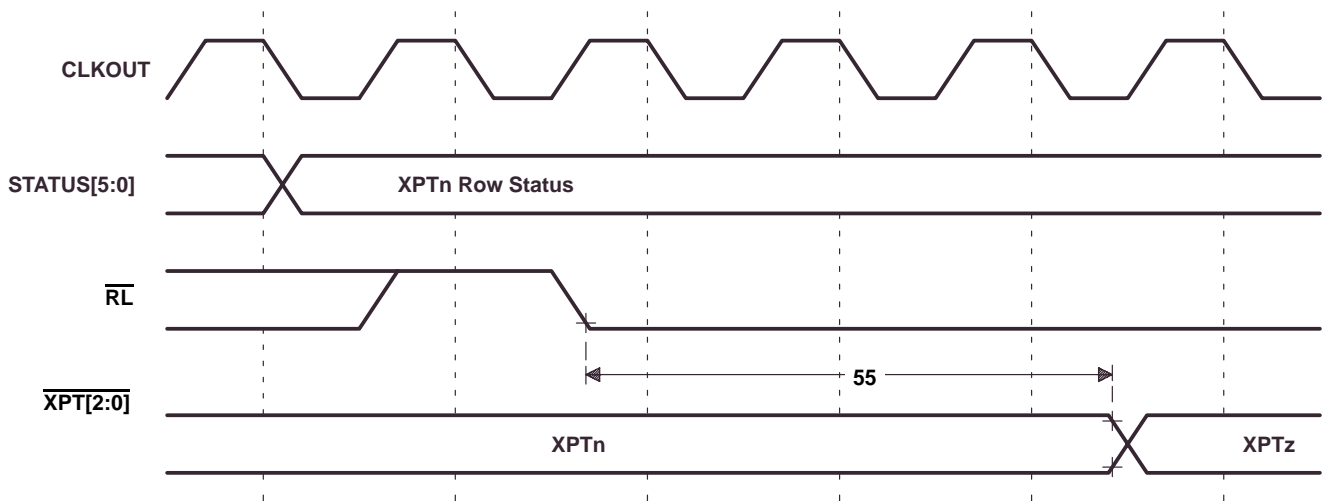 CLKOUT
STATUS[5:0]
XPTn Row Status
RL
55
XPT[2:0]
XPTn
XPTz